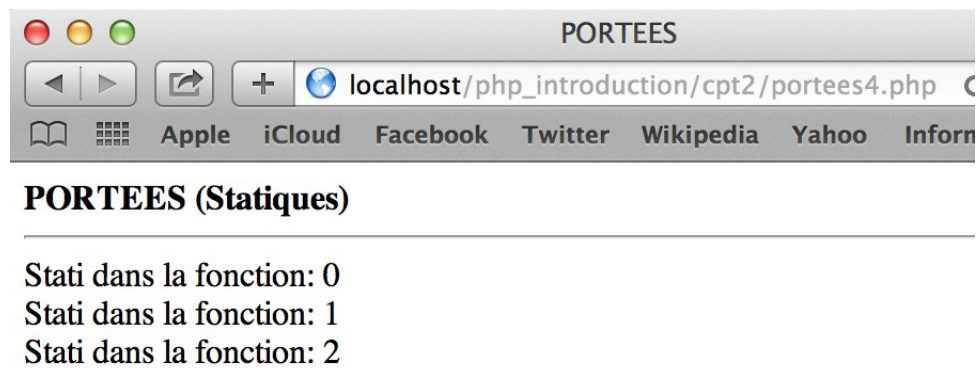 PORTEES
localhost/php_introduction/cpt2/portees4.php
Apple iCloud Facebook Twitter Wikipedia Yahoo
PORTEES (Statiques)
Stati dans la fonction: 0
Stati dans la fonction: 1
Stati dans la fonction: 2